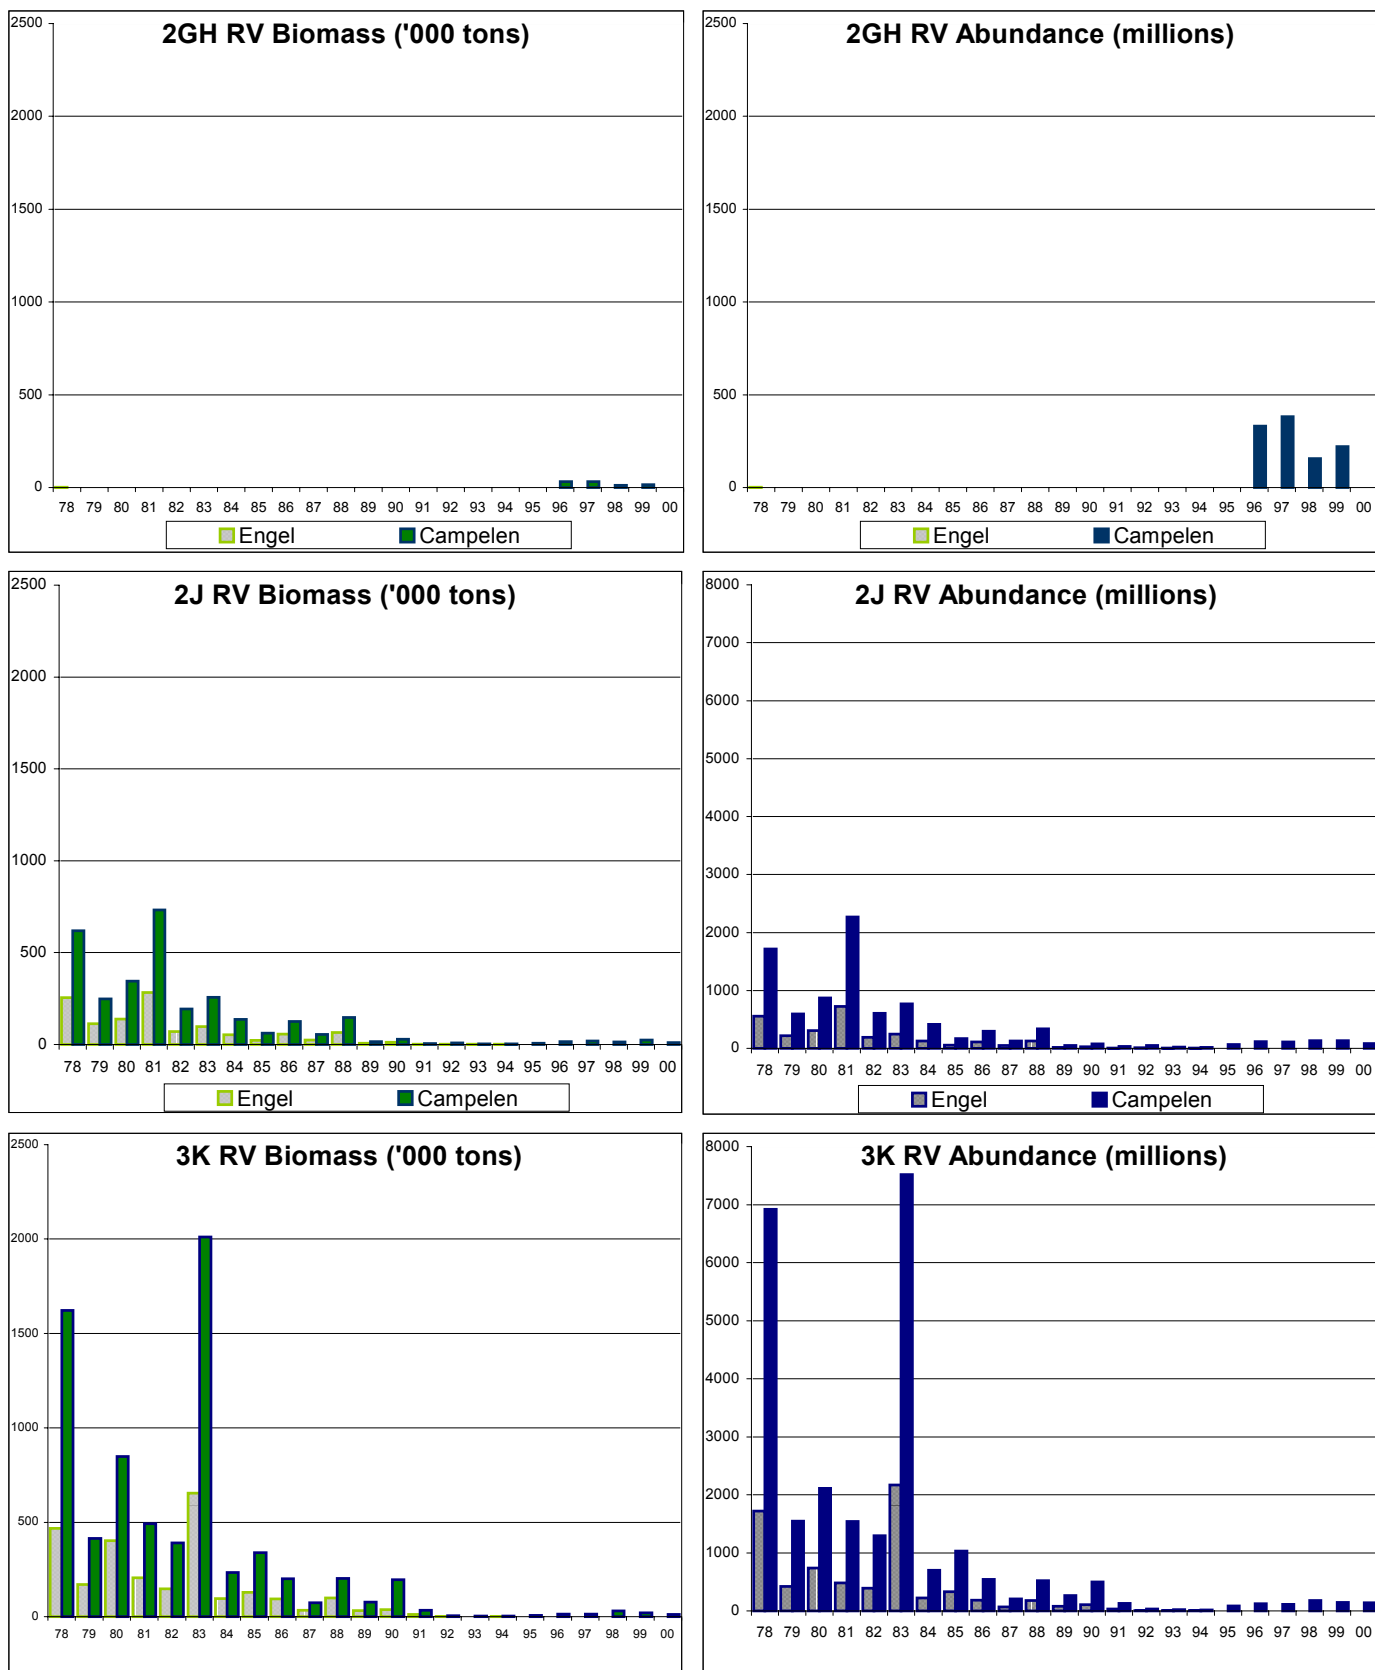 2GH RV Biomass ('000 tons)
2500
2000
1500
1000
500
0
78 79 80 81 82 83 84 85 86 87 88 89 90 91 92 93 94 95 96 97 98 99 00
Engel Campelen
2GH RV Abundance (millions)
2500
2000
1500
1000
500
0
78 79 80 81 82 83 84 85 86 87 88 89 90 91 92 93 94 95 96 97 98 99 00
Engel Campelen
2J RV Biomass ('000 tons)
2500
2000
1500
1000
500
0
78 79 80 81 82 83 84 85 86 87 88 89 90 91 92 93 94 95 96 97 98 99 00
Engel Campelen
2J RV Abundance (millions)
8000
7000
6000
5000
4000
3000
2000
1000
0
78 79 80 81 82 83 84 85 86 87 88 89 90 91 92 93 94 95 96 97 98 99 00
Engel Campelen
3K RV Biomass ('000 tons)
2500
2000
1500
1000
500
0
78 79 80 81 82 83 84 85 86 87 88 89 90 91 92 93 94 95 96 97 98 99 00
3K RV Abundance (millions)
8000
7000
6000
5000
4000
3000
2000
1000
0
78 79 80 81 82 83 84 85 86 87 88 89 90 91 92 93 94 95 96 97 98 99 00